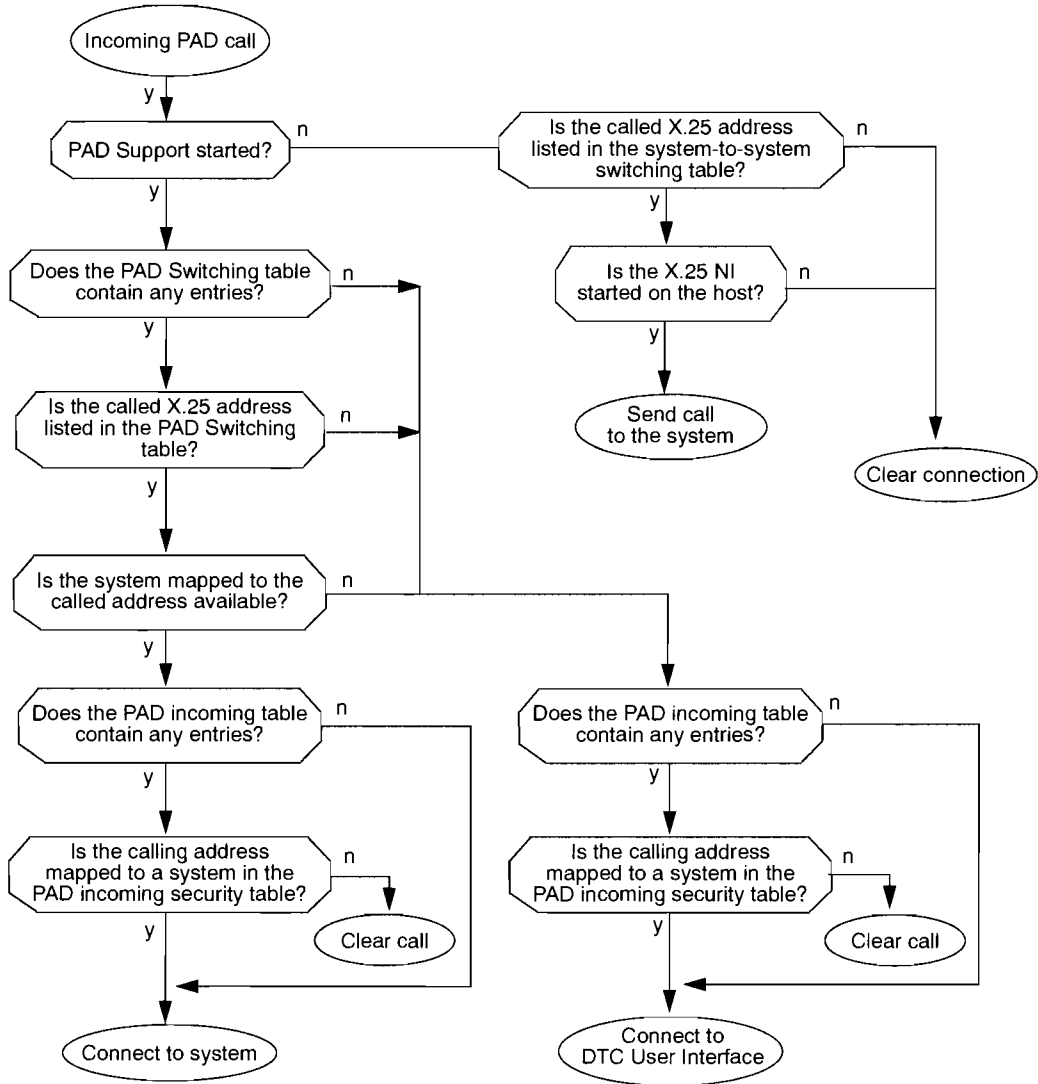 Incoming PAD call
y
PAD Support started?
n
Is the called X.25 address
listed in the system-to-system
switching table?
n
y
y
Does the PAD Switching table
contain any entries?
n
Is the X.25 NI
started on the host?
n
y
y
Is the called X.25 address
listed in the PAD Switching
table?
n
Send call
to the system
Clear connection
y
Is the system mapped to the
called address available?
n
y
Does the PAD incoming table
contain any entries?
n
Does the PAD incoming table
contain any entries?
n
y
y
Is the calling address
mapped to a system in the
PAD incoming security table?
n
Is the calling address
mapped to a system in the
PAD incoming security table?
n
y
Clear call
y
Clear call
Connect to system
Connect to
DTC User Interface